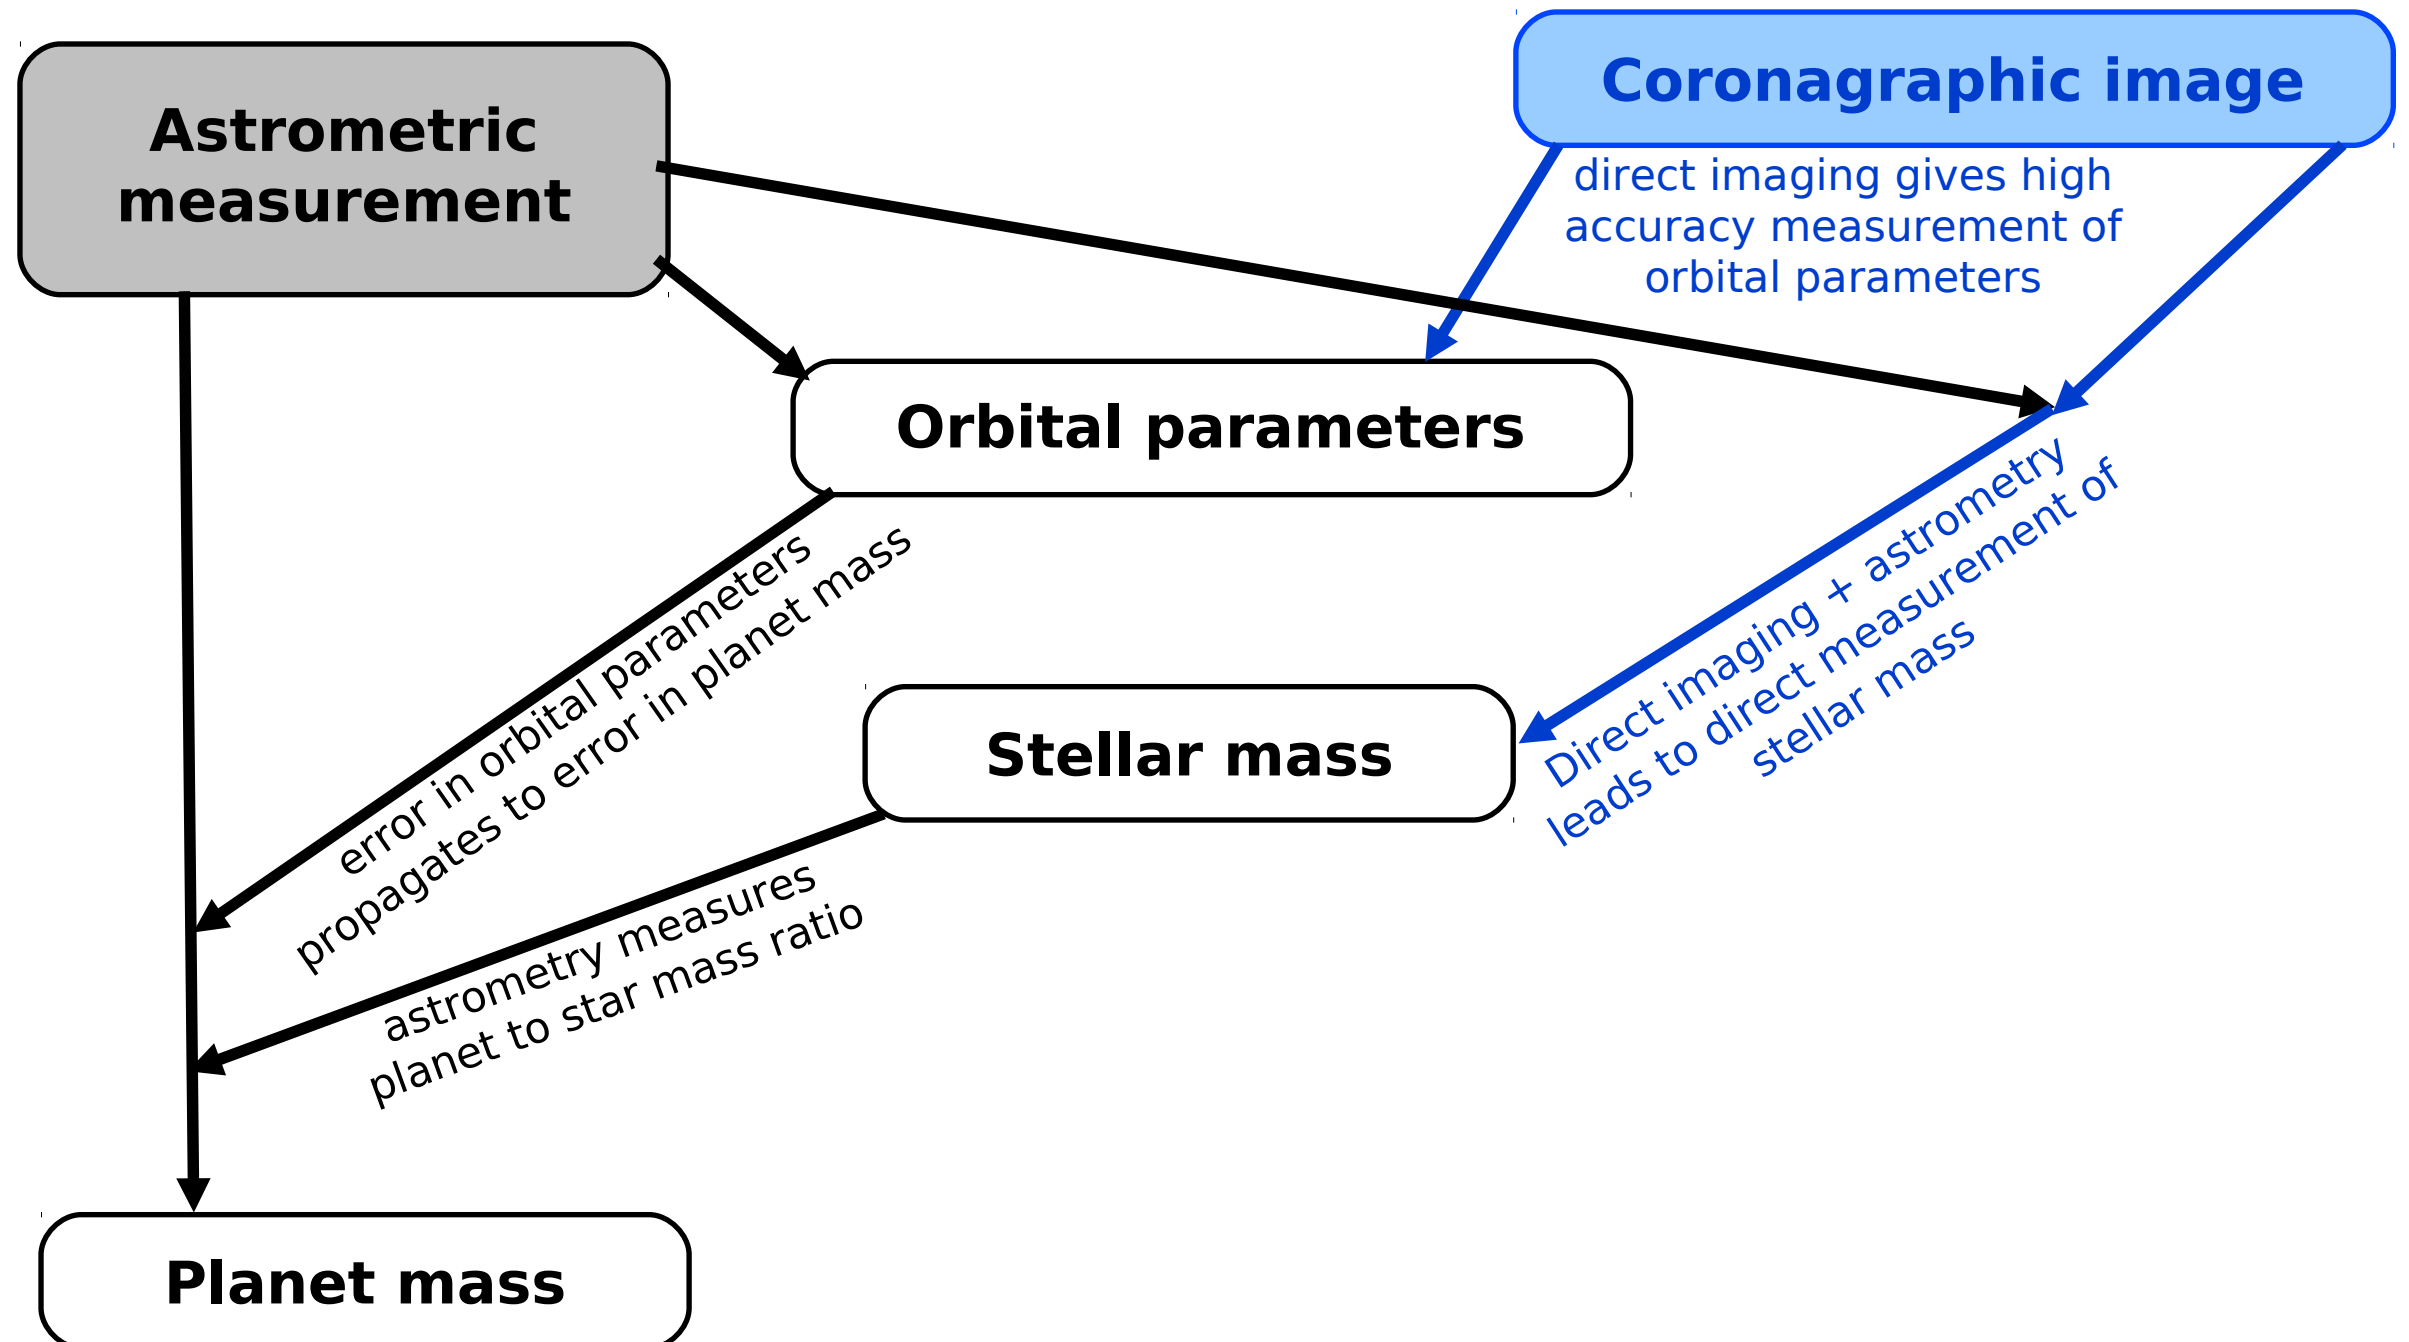 Astrometric
measurement
Coronagraphic image
direct imaging gives high
accuracy measurement of
orbital parameters
Orbital parameters
Direct imaging + astrometry
leads to direct measurement of
stellar mass
error in orbital parameters
propagates to error in planet mass
Stellar mass
astrometry measures
planet to star mass ratio
Planet mass